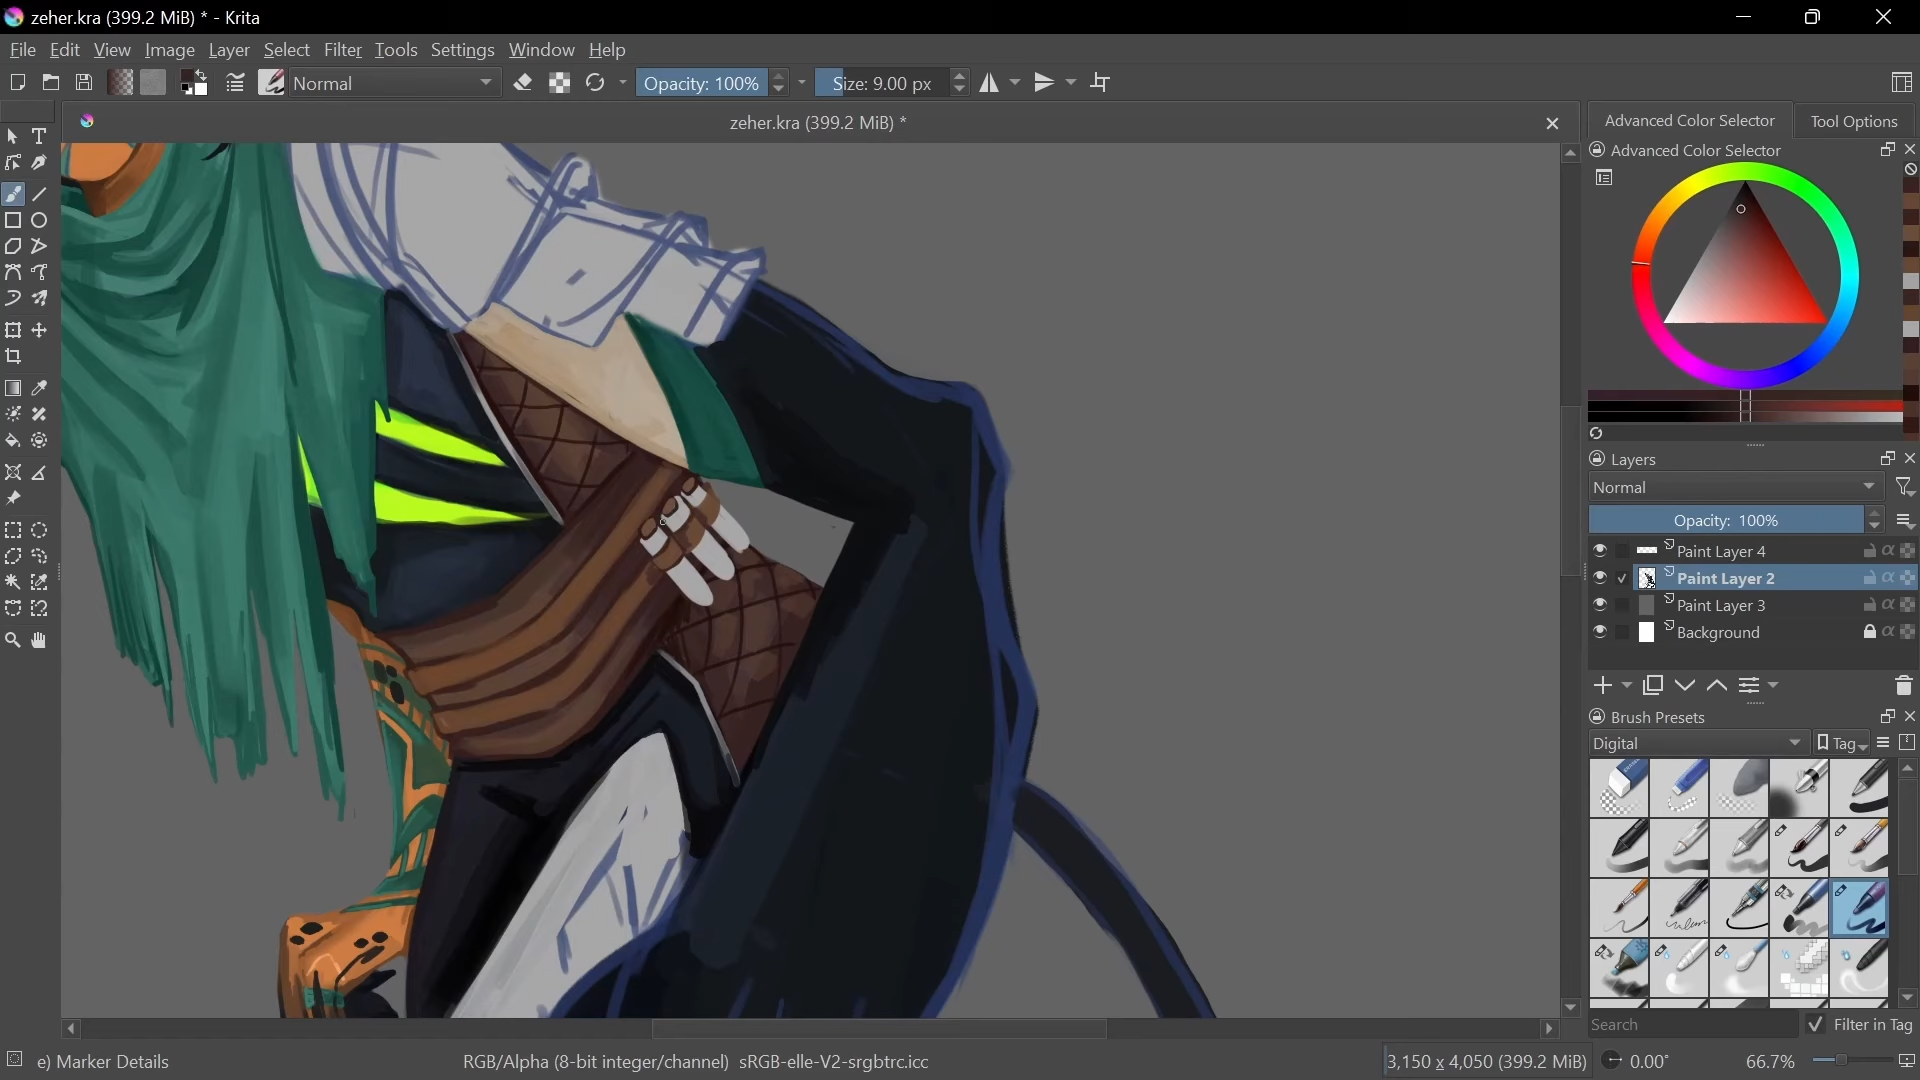 zeher.kra (399.2 MiB) * - Krita
File Edit View Image Layer Select Filter Tools Settings Window Help
Normal Opacity: 100% Size: 9.00 px
zeher.kra (399.2 MiB) *
Advanced Color Selector Tool Options
Advanced Color Selector
Layers
Normal
Opacity: 100%
Paint Layer 4
Paint Layer 2
Paint Layer 3
Background
Brush Presets
Digital Tag
Search Filter in Tag
e) Marker Details RGB/Alpha (8-bit integer/channel) sRGB-elle-V2-srgbtrc.icc 3,150 x 4,050 (399.2 MiB) 0.00° 66.7%